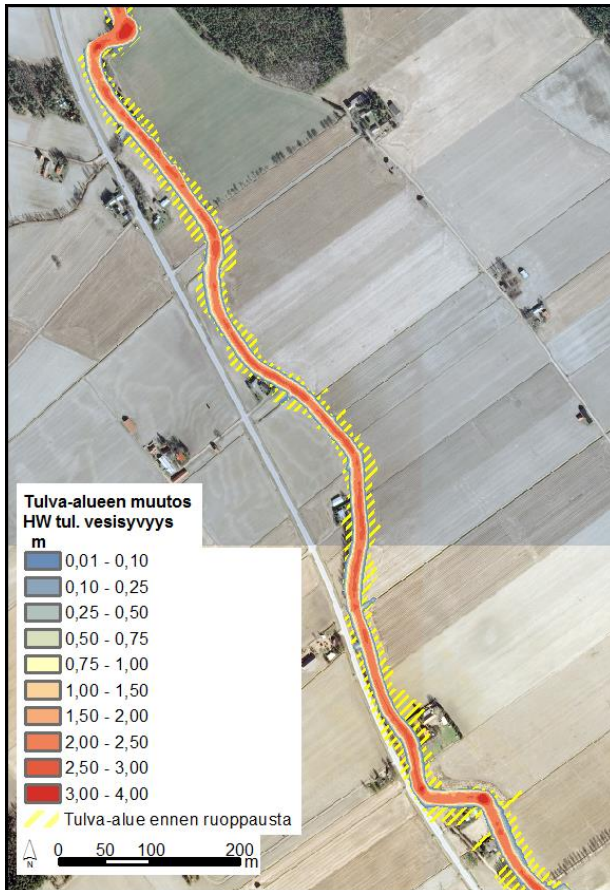 Tulva-alueen muutos
HW tul. vesisyvyys
m
0,01 - 0,10
0,10 - 0,25
0,25 - 0,50
0,50 - 0,75
0,75 - 1,00
1,00 - 1,50
1,50 - 2,00
2,00 - 2,50
2,50 - 3,00
3,00 - 4,00
Tulva-alue ennen ruoppausta
N 0 50 100 200
m